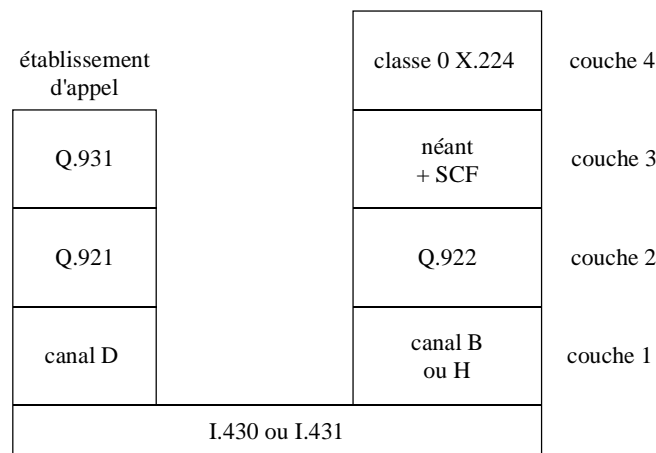 établissement
d'appel
classe 0 X.224
couche 4
Q.931
néant
+ SCF
couche 3
Q.921
Q.922
couche 2
canal D
canal B
ou H
couche 1
I.430 ou I.431